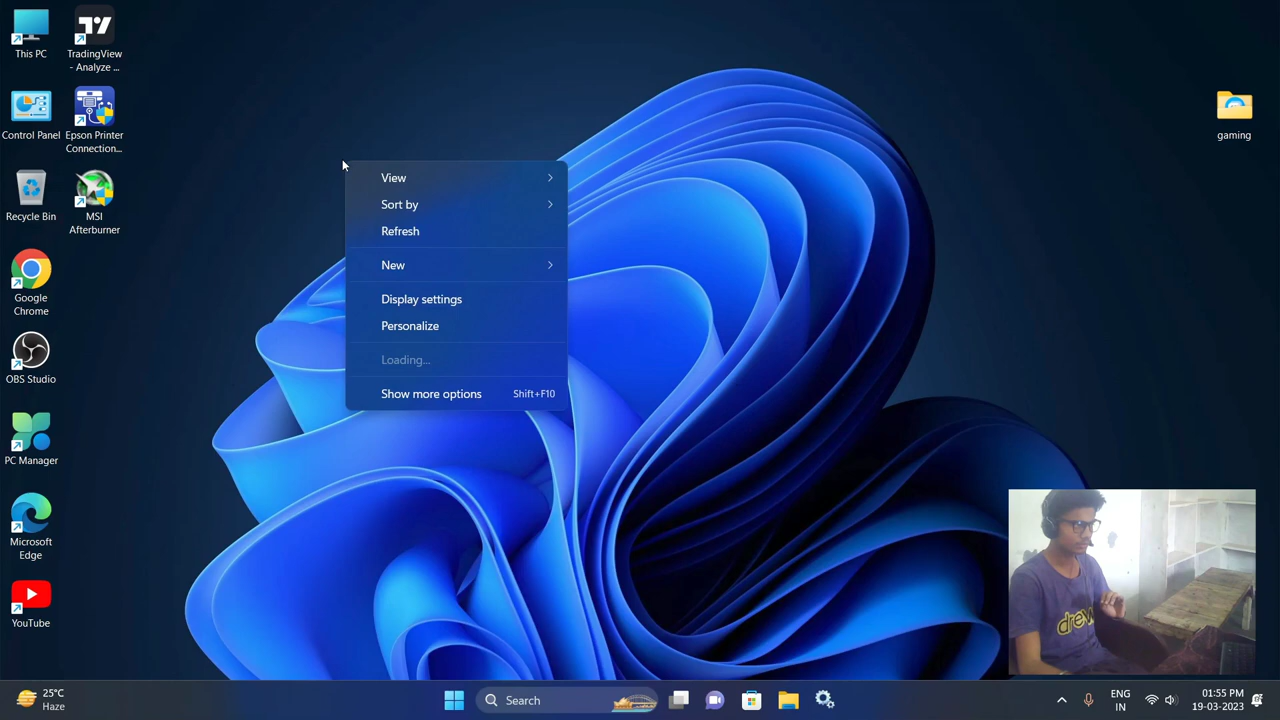 This PC
TradingView
- Analyze ...
Control Panel
Epson Printer
Connection...
Recycle Bin
MSI
Afterburner
Google
Chrome
OBS Studio
PC Manager
Microsoft
Edge
YouTube
gaming
View
Sort by
Refresh
New
Display settings
Personalize
Loading...
Show more options Shift+F10
drew
25°C
Haze
Search
ENG
IN
01:55 PM
19-03-2023